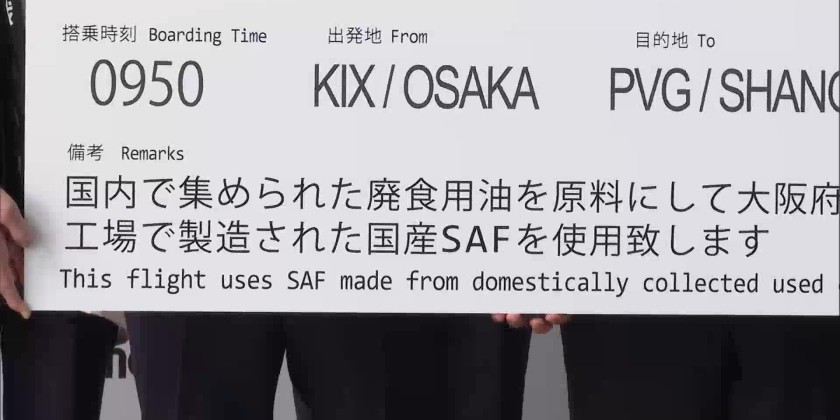 搭乗時刻 Boarding Time 出発地 From 目的地 To
0950 KIX/OSAKA PVG/SHANG
備考 Remarks
国内で集められた廃食用油を原料にして大阪府
工場で製造された国産SAFを使用致します
This flight uses SAF made from domestically collected used